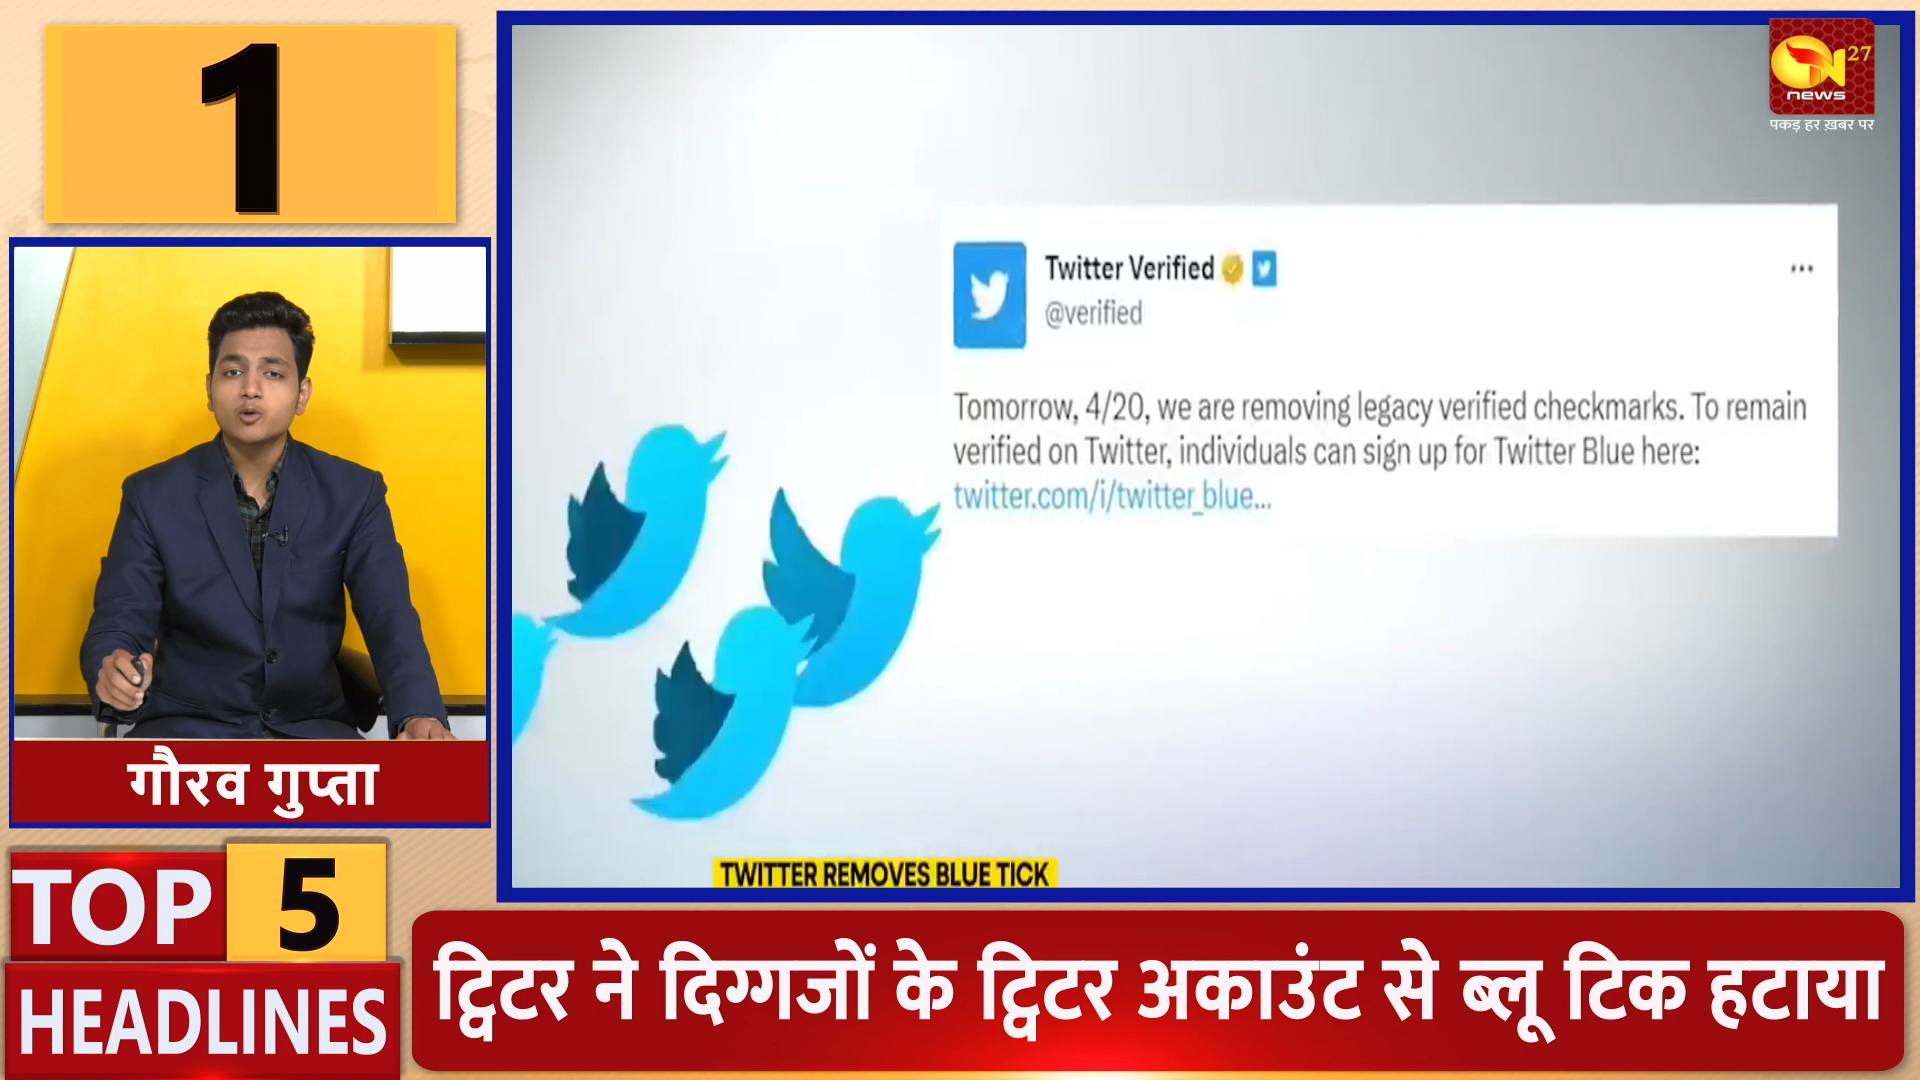 1
27
news
पकड़ हर ख़बर पर
Twitter Verified
@verified
Tomorrow, 4/20, we are removing legacy verified checkmarks. To remain
verified on Twitter, individuals can sign up for Twitter Blue here:
twitter.com/i/twitter_blue...
TWITTER REMOVES BLUE TICK
गौरव गुप्ता
TOP 5
HEADLINES
ट्विटर ने दिग्गजों के ट्विटर अकाउंट से ब्लू टिक हटाया